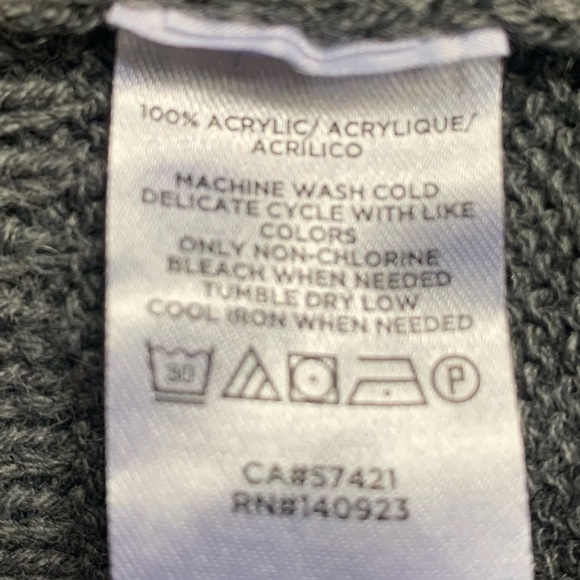 100% ACRYLIC/ ACRYLIQUE/
ACRILICO
MACHINE WASH COLD
DELICATE CYCLE WITH LIKE
COLORS
ONLY NON-CHLORINE
BLEACH WHEN NEEDED
TUMBLE DRY LOW
COOL IRON WHEN NEEDED
30 P
CA#57421
RN#140923